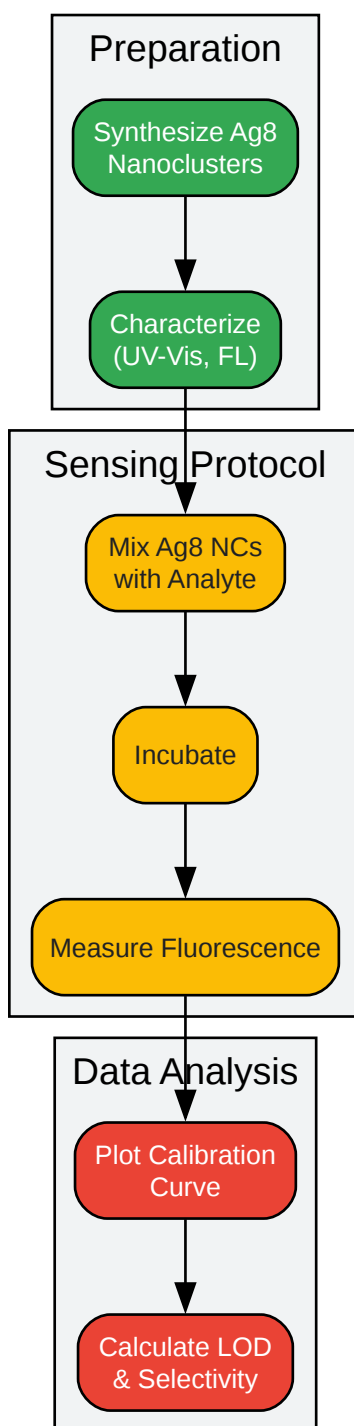 Preparation
Synthesize Ag8
Nanoclusters
Characterize
(UV-Vis, FL)
Sensing Protocol
Mix Ag8 NCs
with Analyte
Incubate
Measure Fluorescence
Data Analysis
Plot Calibration
Curve
Calculate LOD
& Selectivity